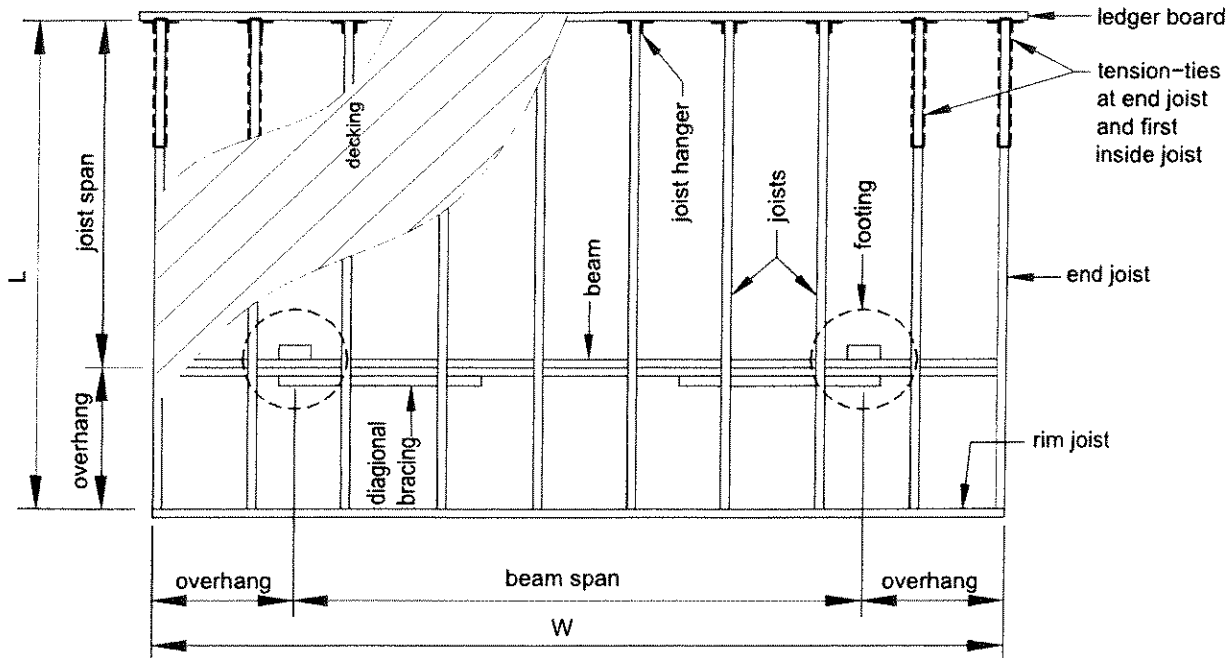 ledger board
tension-ties
at end joist
and first
inside joist
decking
joist hanger
joists
footing
joist span
L
beam
end joist
overhang
diagional
bracing
rim joist
overhang
beam span
overhang
W